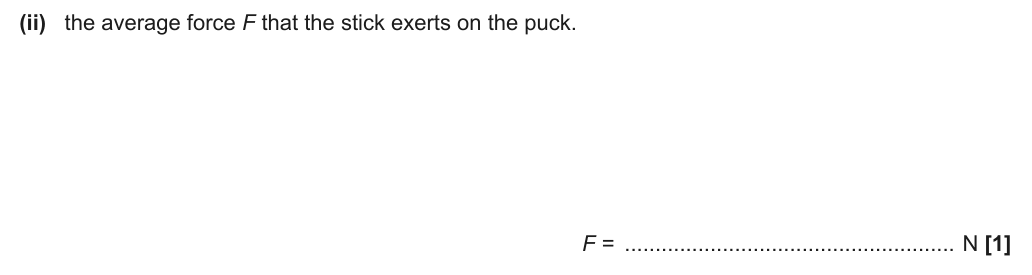 (ii) the average force F that the stick exerts on the puck.
F = ...................................................... N [1]